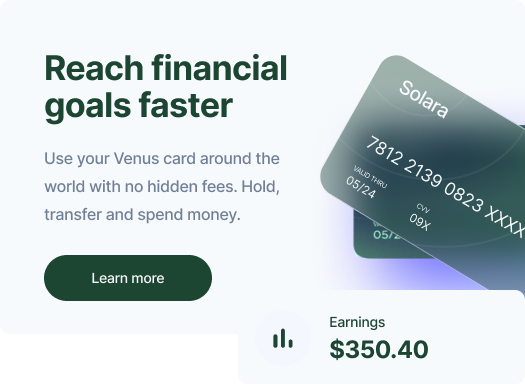 Reach financial
goals faster
Use your Venus card around the
world with no hidden fees. Hold,
transfer and spend money.
Learn more
Solara
7812 2139 0823 XXXX
VALID THRU
05/24
CVV
09X
05/2
Earnings
$350.40